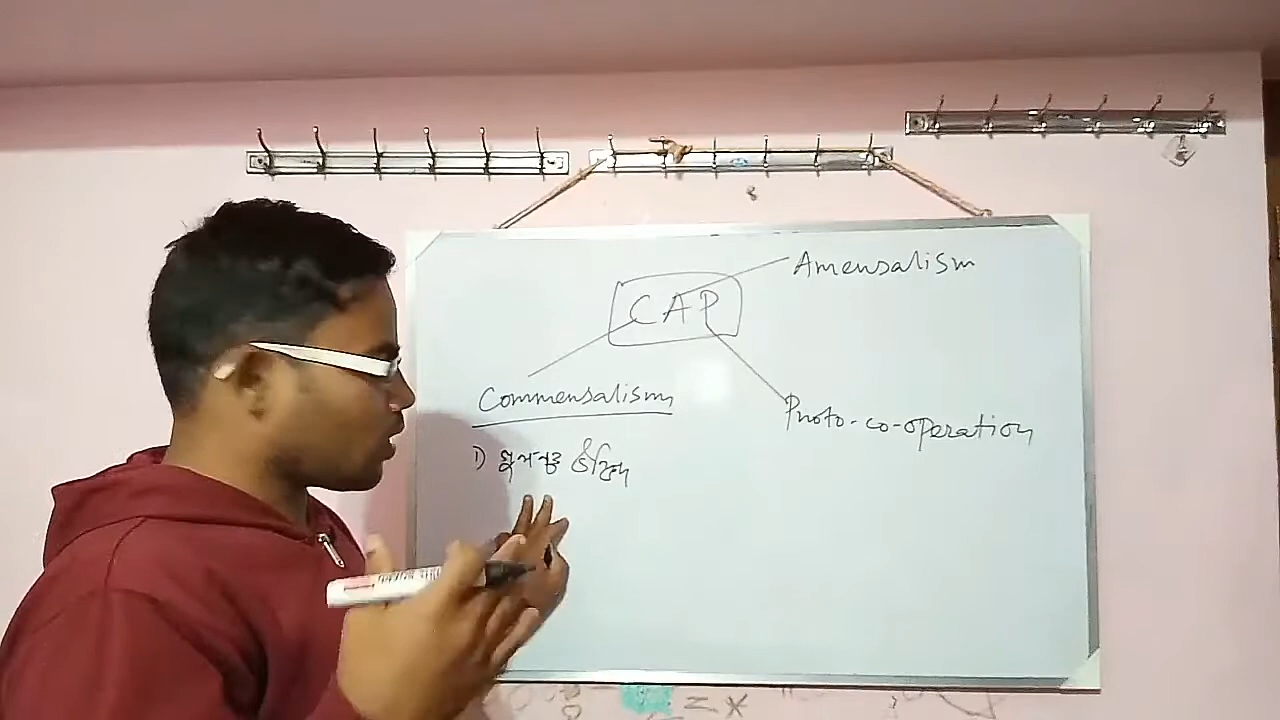 CAP
Amensalism
Commensalism
Proto-co-operation
1)
Z X